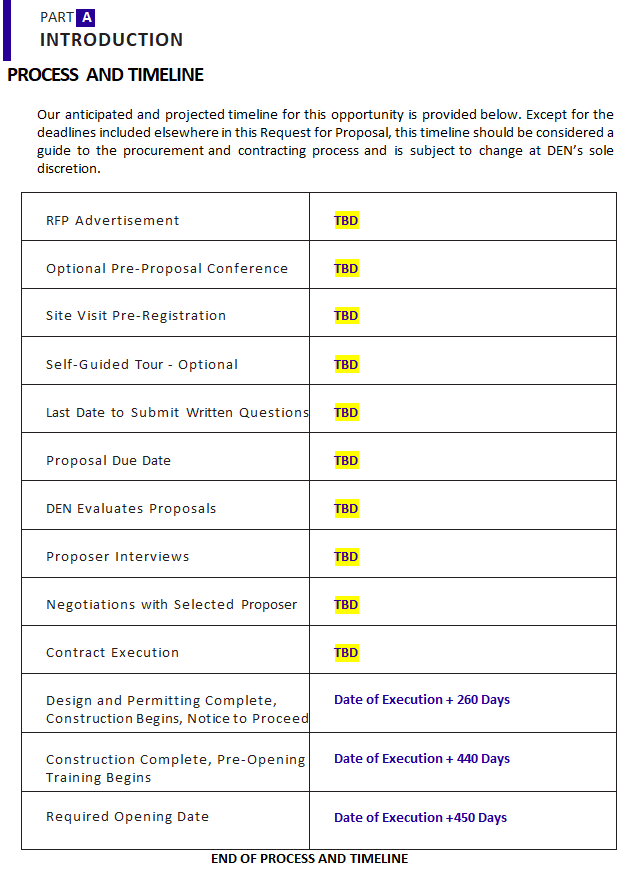 PART A
INTRODUCTION
PROCESS AND TIMELINE
Our anticipated and projected timeline for this opportunity is provided below. Except for the
deadlines included elsewhere in this Request for Proposal, this timeline should be considered a
guide to the procurement and contracting process and is subject to change at DEN’s sole
discretion.
RFP Advertisement TBD
Optional Pre-Proposal Conference TBD
Site Visit Pre-Registration TBD
Self-Guided Tour - Optional TBD
Last Date to Submit Written Questions TBD
Proposal Due Date TBD
DEN Evaluates Proposals TBD
Proposer Interviews TBD
Negotiations with Selected Proposer TBD
Contract Execution TBD
Design and Permitting Complete, Date of Execution + 260 Days
Construction Begins, Notice to Proceed
Construction Complete, Pre-Opening Date of Execution + 440 Days
Training Begins
Required Opening Date Date of Execution +450 Days
END OF PROCESS AND TIMELINE